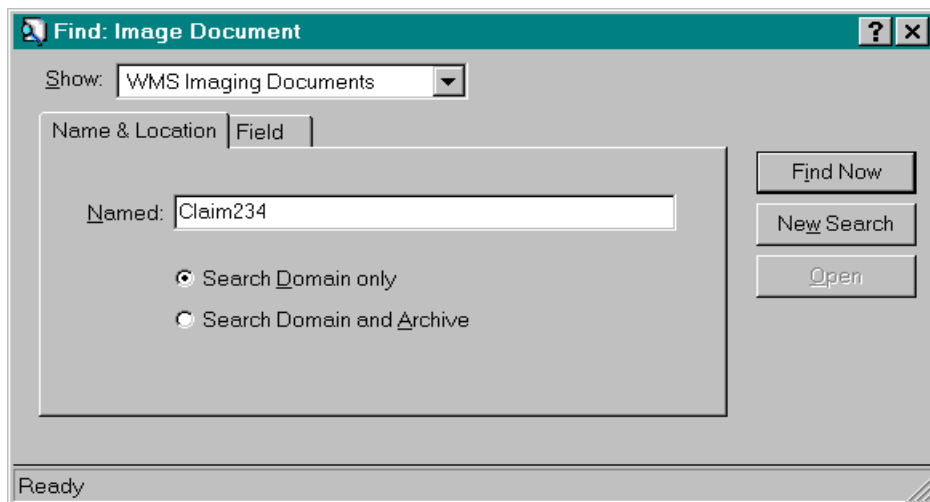 Find: Image Document
Show: WMS Imaging Documents
Name & Location Field
Find Now
Named: Claim234
New Search
Search Domain only
Open
Search Domain and Archive
Ready